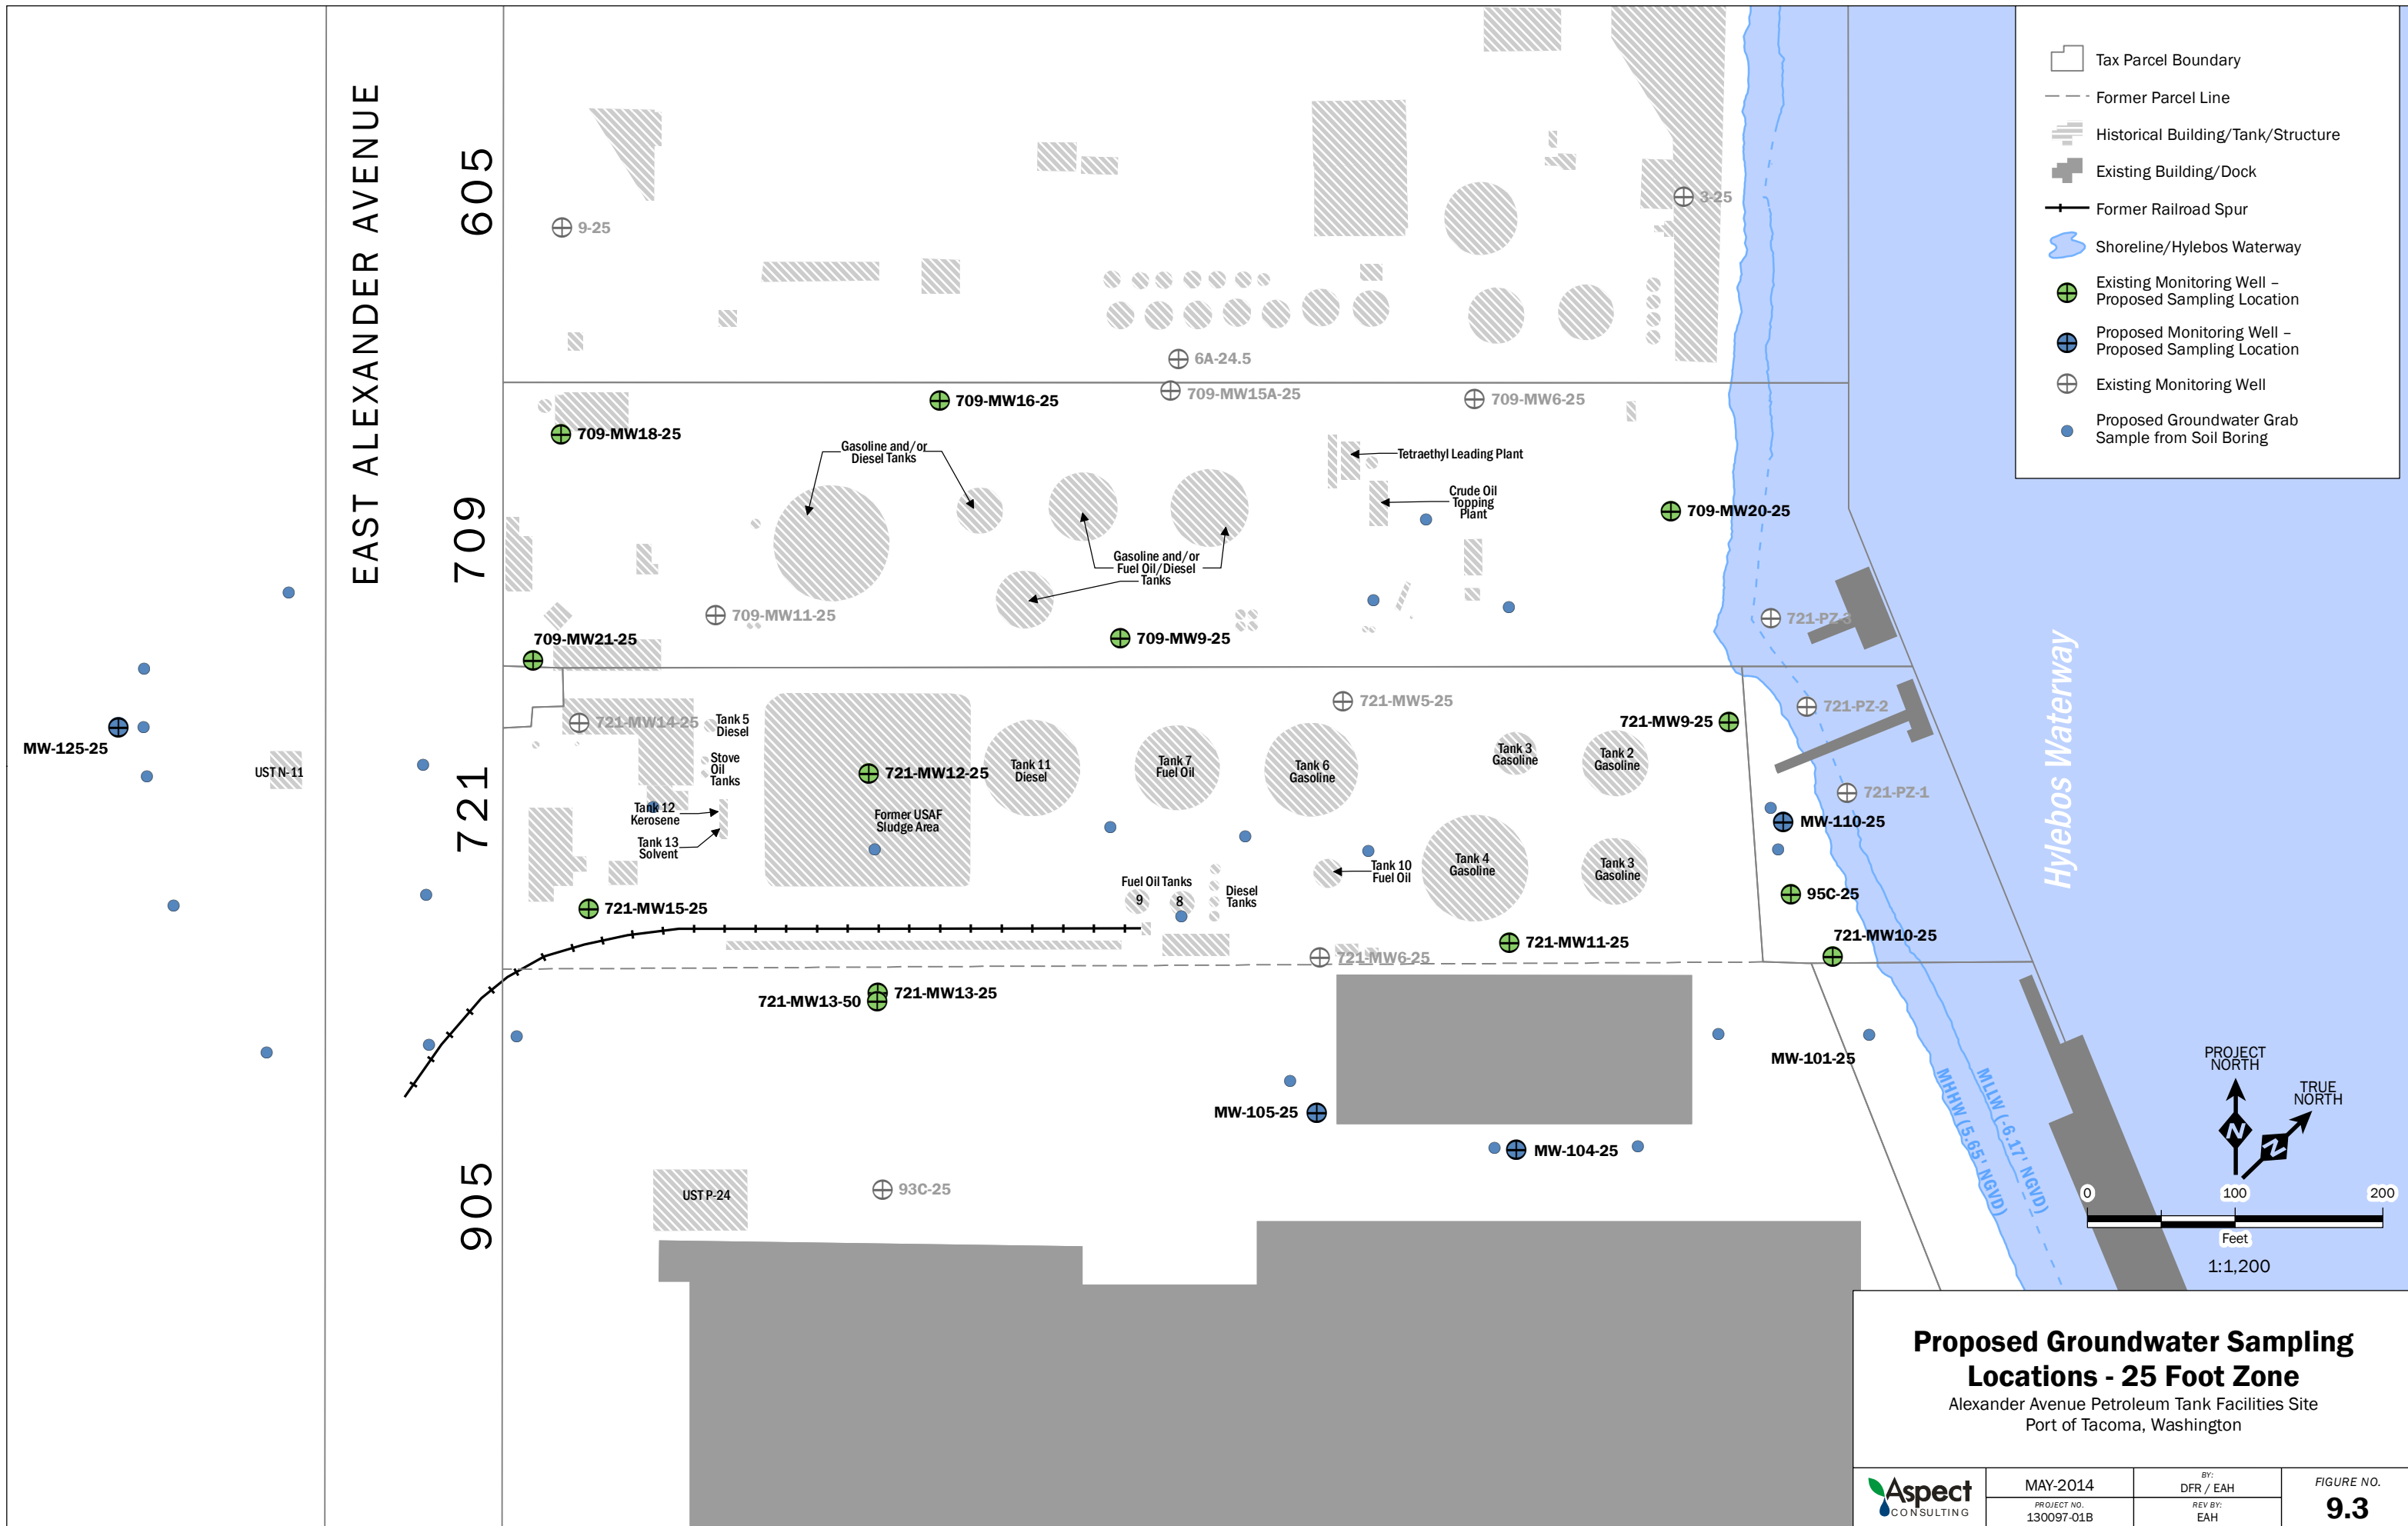 EAST ALEXANDER AVENUE
605
709
721
905
9-25
3-25
6A-24.5
709-MW15A-25
709-MW6-25
709-MW16-25
709-MW18-25
Gasoline and/or
Diesel Tanks
Tetraethyl Leading Plant
Crude Oil
Topping
Plant
709-MW20-25
Gasoline and/or
Fuel Oil/Diesel
Tanks
709-MW11-25
709-MW9-25
709-MW21-25
721-PZ-3
721-PZ-2
721-PZ-1
721-MW14-25
Tank 5
Diesel
Stove
Oil
Tanks
Tank 12
Kerosene
Tank 13
Solvent
721-MW12-25
Former USAF
Sludge Area
Tank 11
Diesel
Tank 7
Fuel Oil
Tank 6
Gasoline
721-MW5-25
721-MW9-25
Tank 3
Gasoline
Tank 2
Gasoline
MW-125-25
UST N-11
MW-110-25
95C-25
721-MW10-25
Tank 4
Gasoline
Tank 3
Gasoline
Tank 10
Fuel Oil
Fuel Oil Tanks
9
8
Diesel
Tanks
721-MW15-25
721-MW11-25
721-MW6-25
721-MW13-25
721-MW13-50
MW-101-25
MW-105-25
MW-104-25
93C-25
UST P-24
Hylebos Waterway
MHHW (5.65' NGVD)
MLLW (-6.17' NGVD)
Tax Parcel Boundary
Former Parcel Line
Historical Building/Tank/Structure
Existing Building/Dock
Former Railroad Spur
Shoreline/Hylebos Waterway
Existing Monitoring Well –
Proposed Sampling Location
Proposed Monitoring Well –
Proposed Sampling Location
Existing Monitoring Well
Proposed Groundwater Grab
Sample from Soil Boring
PROJECT
NORTH
TRUE
NORTH
N
N
0
100
200
Feet
1:1,200
Proposed Groundwater Sampling
Locations - 25 Foot Zone
Alexander Avenue Petroleum Tank Facilities Site
Port of Tacoma, Washington
Aspect
CONSULTING
MAY-2014
PROJECT NO.
130097-01B
BY:
DFR / EAH
REV BY:
EAH
FIGURE NO.
9.3